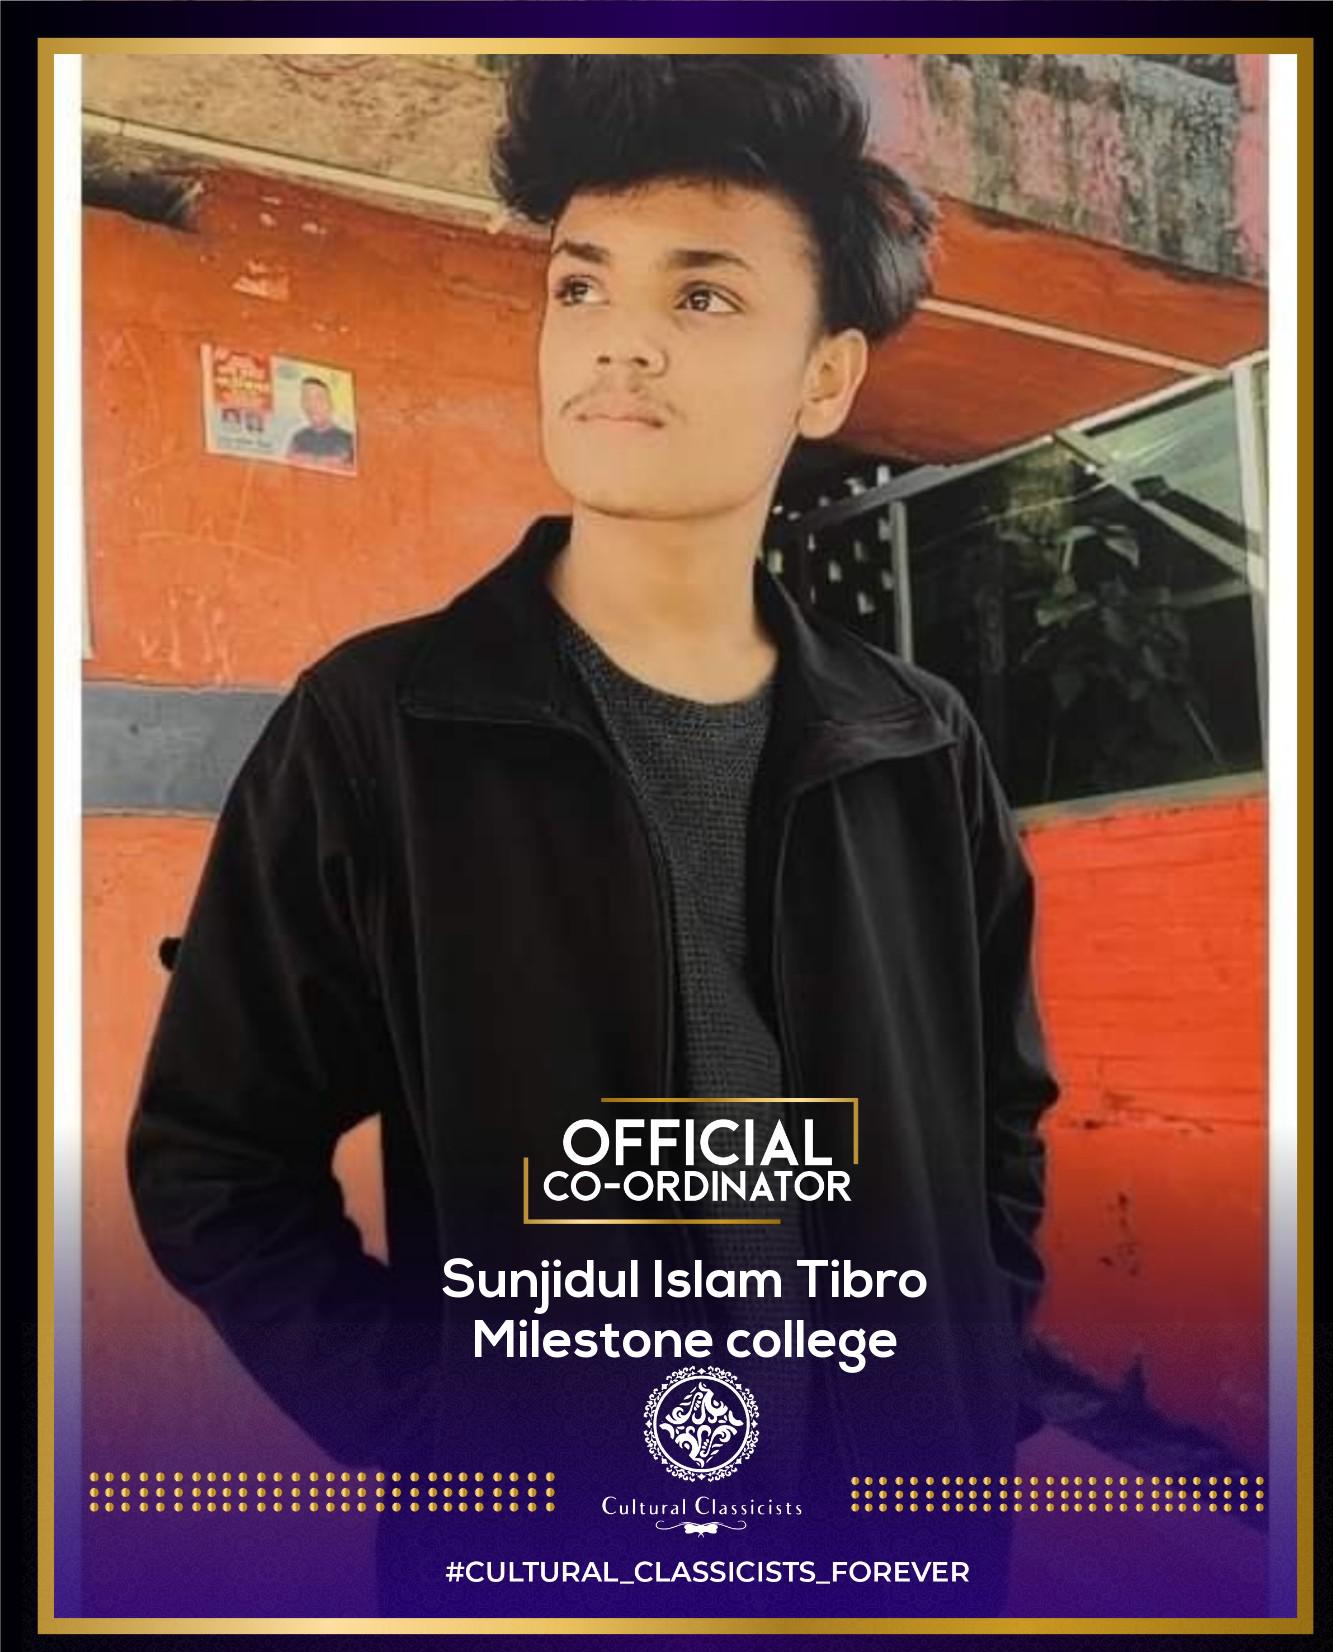 OFFICIAL
CO-ORDINATOR
Sunjidul Islam Tibro
Milestone college
Cultural Classicists
#CULTURAL_CLASSICISTS_FOREVER